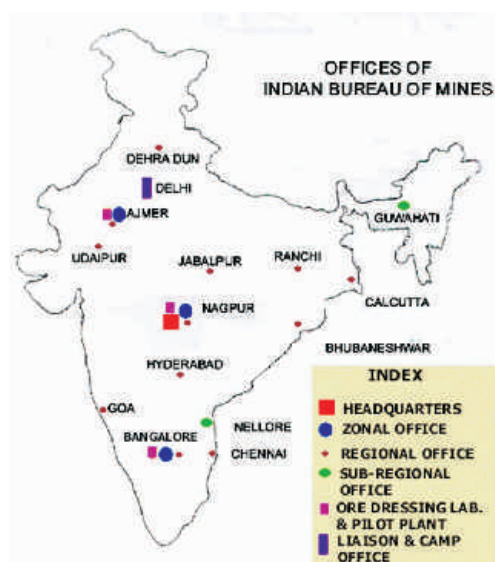 OFFICES OF
INDIAN BUREAU OF MINES
DEHRA DUN
DELHI
AJMER
GUWAHATI
UDAIPUR
JABALPUR
RANCHI
NAGPUR
CALCUTTA
BHUBANESHWAR
HYDERABAD
GOA
NELLORE
BANGALORE
CHENNAI
INDEX
HEADQUARTERS
ZONAL OFFICE
REGIONAL OFFICE
SUB-REGIONAL
OFFICE
ORE DRESSING LAB.
& PILOT PLANT
LIAISON & CAMP
OFFICE